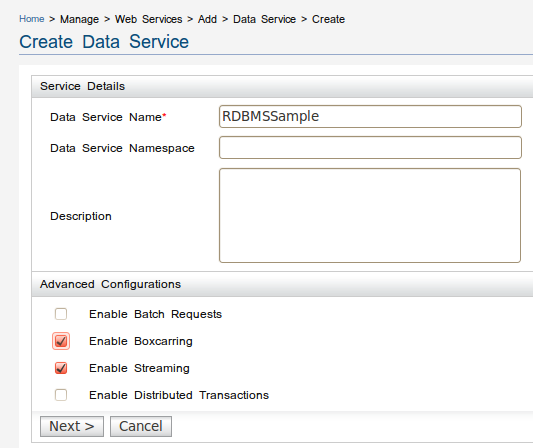 Home > Manage > Web Services > Add > Data Service > Create
Create Data Service
Service Details
Data Service Name* RDBMSSample
Data Service Namespace
Description
Advanced Configurations
Enable Batch Requests
Enable Boxcarring
Enable Streaming
Enable Distributed Transactions
Next > Cancel